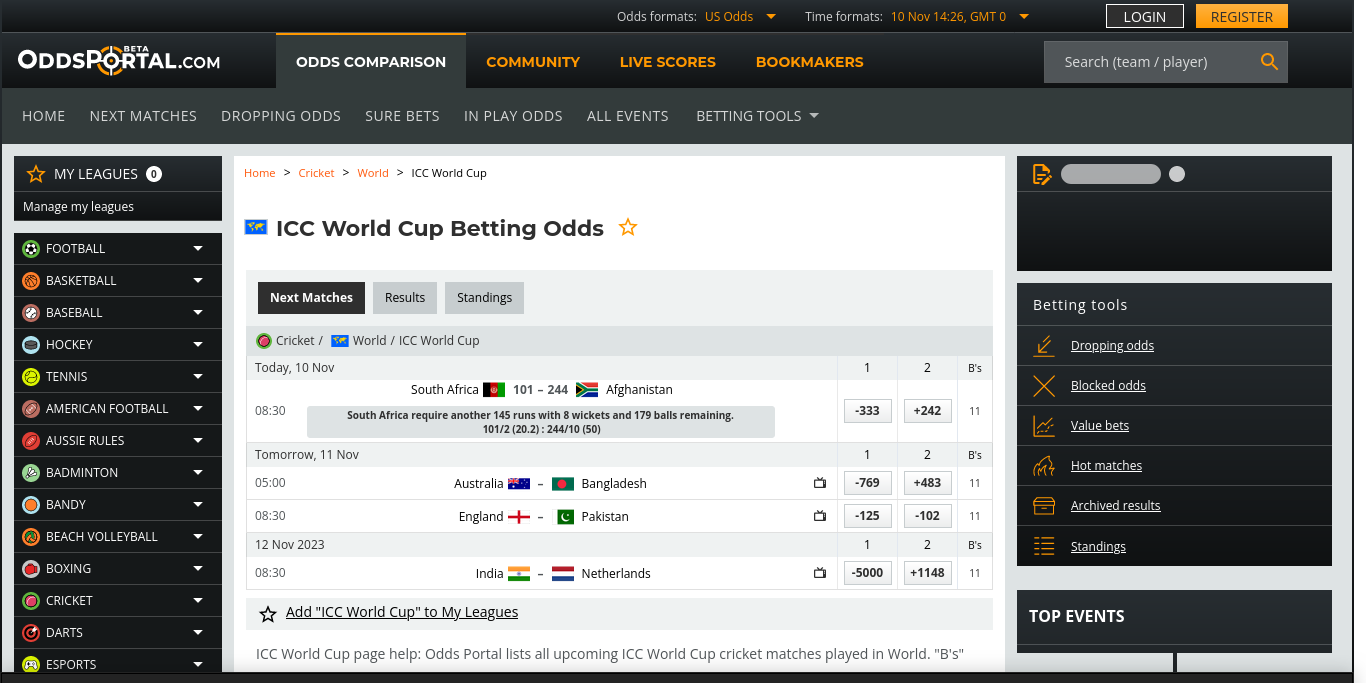 Odds formats: US Odds Time formats: 10 Nov 14:26, GMT 0 LOGIN REGISTER
ODDSPORTAL.COM BETA ODDS COMPARISON COMMUNITY LIVE SCORES BOOKMAKERS Search (team / player)
HOME NEXT MATCHES DROPPING ODDS SURE BETS IN PLAY ODDS ALL EVENTS BETTING TOOLS
MY LEAGUES 0
Manage my leagues
FOOTBALL
BASKETBALL
BASEBALL
HOCKEY
TENNIS
AMERICAN FOOTBALL
AUSSIE RULES
BADMINTON
BANDY
BEACH VOLLEYBALL
BOXING
CRICKET
DARTS
ESPORTS
Home > Cricket > World > ICC World Cup
ICC World Cup Betting Odds
Next Matches Results Standings
Cricket / World / ICC World Cup
Today, 10 Nov 1 2 B's
South Africa 101 – 244 Afghanistan
08:30 -333 +242 11
South Africa require another 145 runs with 8 wickets and 179 balls remaining.
101/2 (20.2) : 244/10 (50)
Tomorrow, 11 Nov 1 2 B's
05:00 Australia – Bangladesh -769 +483 11
08:30 England – Pakistan -125 -102 11
12 Nov 2023 1 2 B's
08:30 India – Netherlands -5000 +1148 11
Add "ICC World Cup" to My Leagues
ICC World Cup page help: Odds Portal lists all upcoming ICC World Cup cricket matches played in World. "B's"
Betting tools
Dropping odds
Blocked odds
Value bets
Hot matches
Archived results
Standings
TOP EVENTS